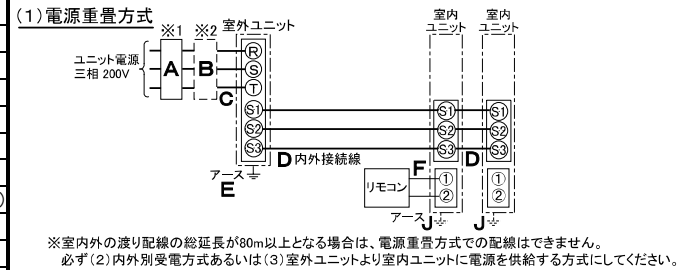 (1)電源重畳方式
※1 ※2 室外ユニット 室内ユニット 室内ユニット
ユニット電源
三相 200V
A B C
R
S
T
S1 S1 S1
S2 S2 S2
S3 S3 S3
D 内外接続線 D
アース
E
F
リモコン
① ①
② ②
アース J J
※室内外の渡り配線の総延長が80m以上となる場合は、電源重畳方式での配線はできません。
必ず(2)内外別受電方式あるいは(3)室外ユニットより室内ユニットに電源を供給する方式にしてください。